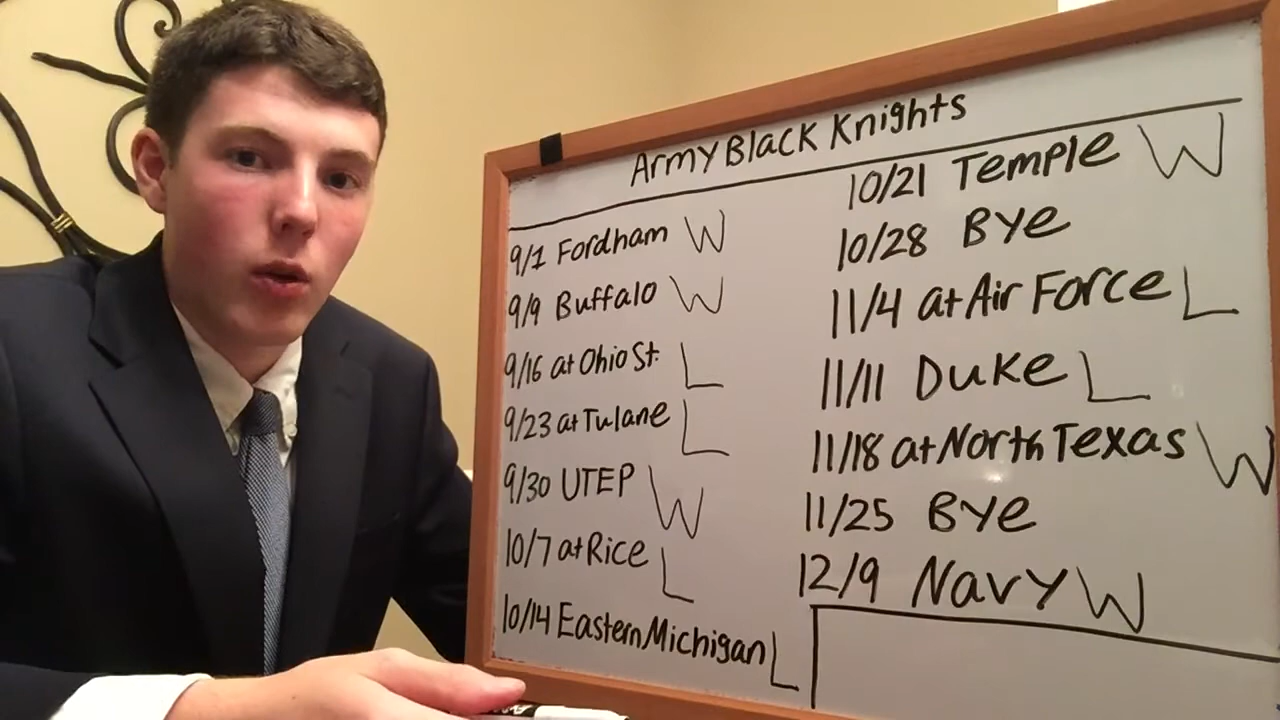 Army Black Knights
9/1 Fordham W
9/9 Buffalo W
9/16 at Ohio St. L
9/23 at Tulane L
9/30 UTEP W
10/7 at Rice L
10/14 Eastern Michigan L
10/21 Temple W
10/28 Bye
11/4 at Air Force L
11/11 Duke L
11/18 at North Texas W
11/25 Bye
12/9 Navy W